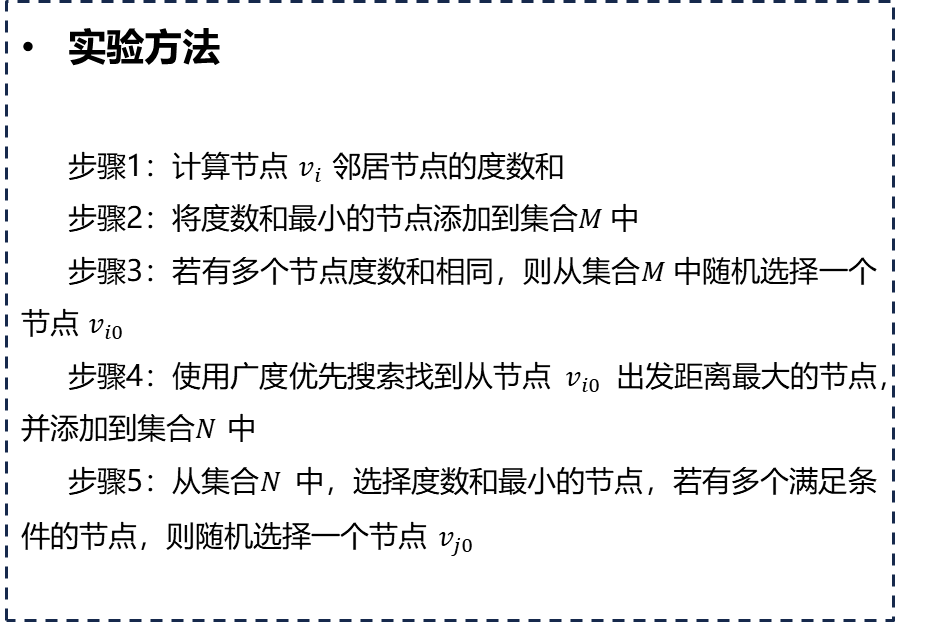 • 实验方法
步骤1：计算节点 v_i 邻居节点的度数和
步骤2：将度数和最小的节点添加到集合M 中
步骤3：若有多个节点度数和相同，则从集合M 中随机选择一个
节点 v_{i0}
步骤4：使用广度优先搜索找到从节点 v_{i0} 出发距离最大的节点，
并添加到集合N 中
步骤5：从集合N 中，选择度数和最小的节点，若有多个满足条
件的节点，则随机选择一个节点 v_{j0}